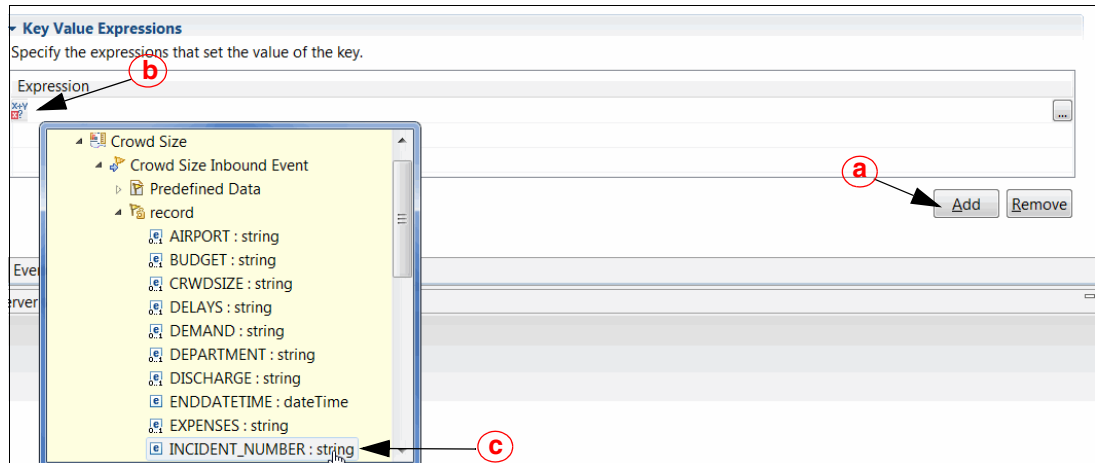 Key Value Expressions
Specify the expressions that set the value of the key.
b
Expression
X+Y
X?
...
Crowd Size
Crowd Size Inbound Event
a
Predefined Data
Add Remove
record
AIRPORT : string
BUDGET : string
Even
CRWDSIZE : string
erver
DELAYS : string
DEMAND : string
DEPARTMENT : string
DISCHARGE : string
ENDDATETIME : dateTime
EXPENSES : string
INCIDENT_NUMBER : string
c